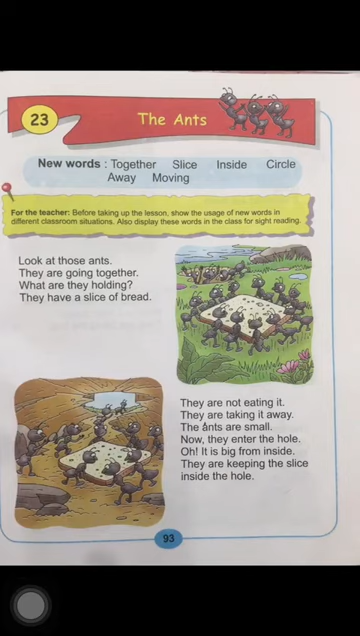 23
The Ants
New words : Together Slice Inside Circle
Away Moving
For the teacher: Before taking up the lesson, show the usage of new words in
different classroom situations. Also display these words in the class for sight reading.
Look at those ants.
They are going together.
What are they holding?
They have a slice of bread.
They are not eating it.
They are taking it away.
The ants are small.
Now, they enter the hole.
Oh! It is big from inside.
They are keeping the slice
inside the hole.
93